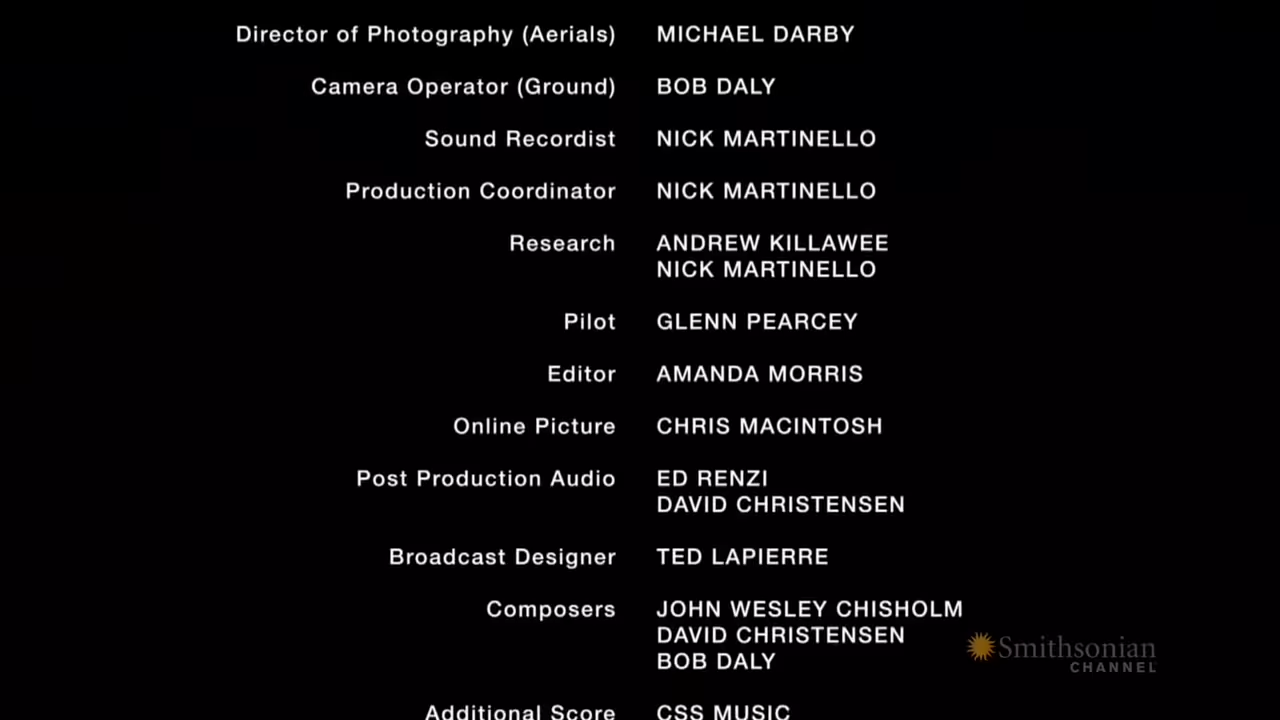 Director of Photography (Aerials) MICHAEL DARBY
Camera Operator (Ground) BOB DALY
Sound Recordist NICK MARTINELLO
Production Coordinator NICK MARTINELLO
Research ANDREW KILLAWEE
NICK MARTINELLO
Pilot GLENN PEARCEY
Editor AMANDA MORRIS
Online Picture CHRIS MACINTOSH
Post Production Audio ED RENZI
DAVID CHRISTENSEN
Broadcast Designer TED LAPIERRE
Composers JOHN WESLEY CHISHOLM
DAVID CHRISTENSEN
BOB DALY
Smithsonian
CHANNEL
Additional Score CSS MUSIC